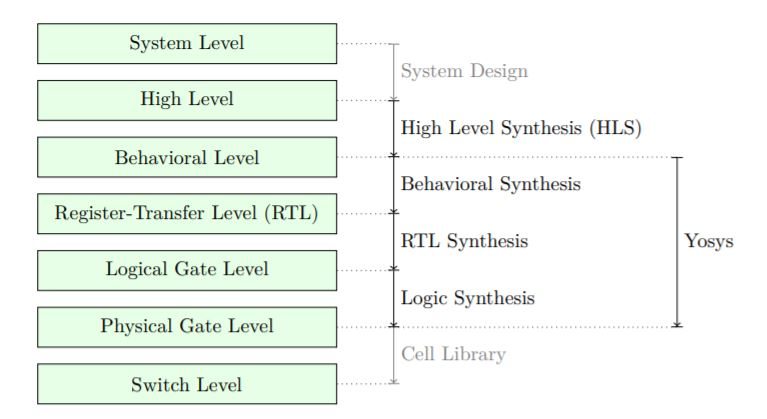 System Level
System Design
High Level
High Level Synthesis (HLS)
Behavioral Level
Behavioral Synthesis
Register-Transfer Level (RTL)
RTL Synthesis
Yosys
Logical Gate Level
Logic Synthesis
Physical Gate Level
Cell Library
Switch Level